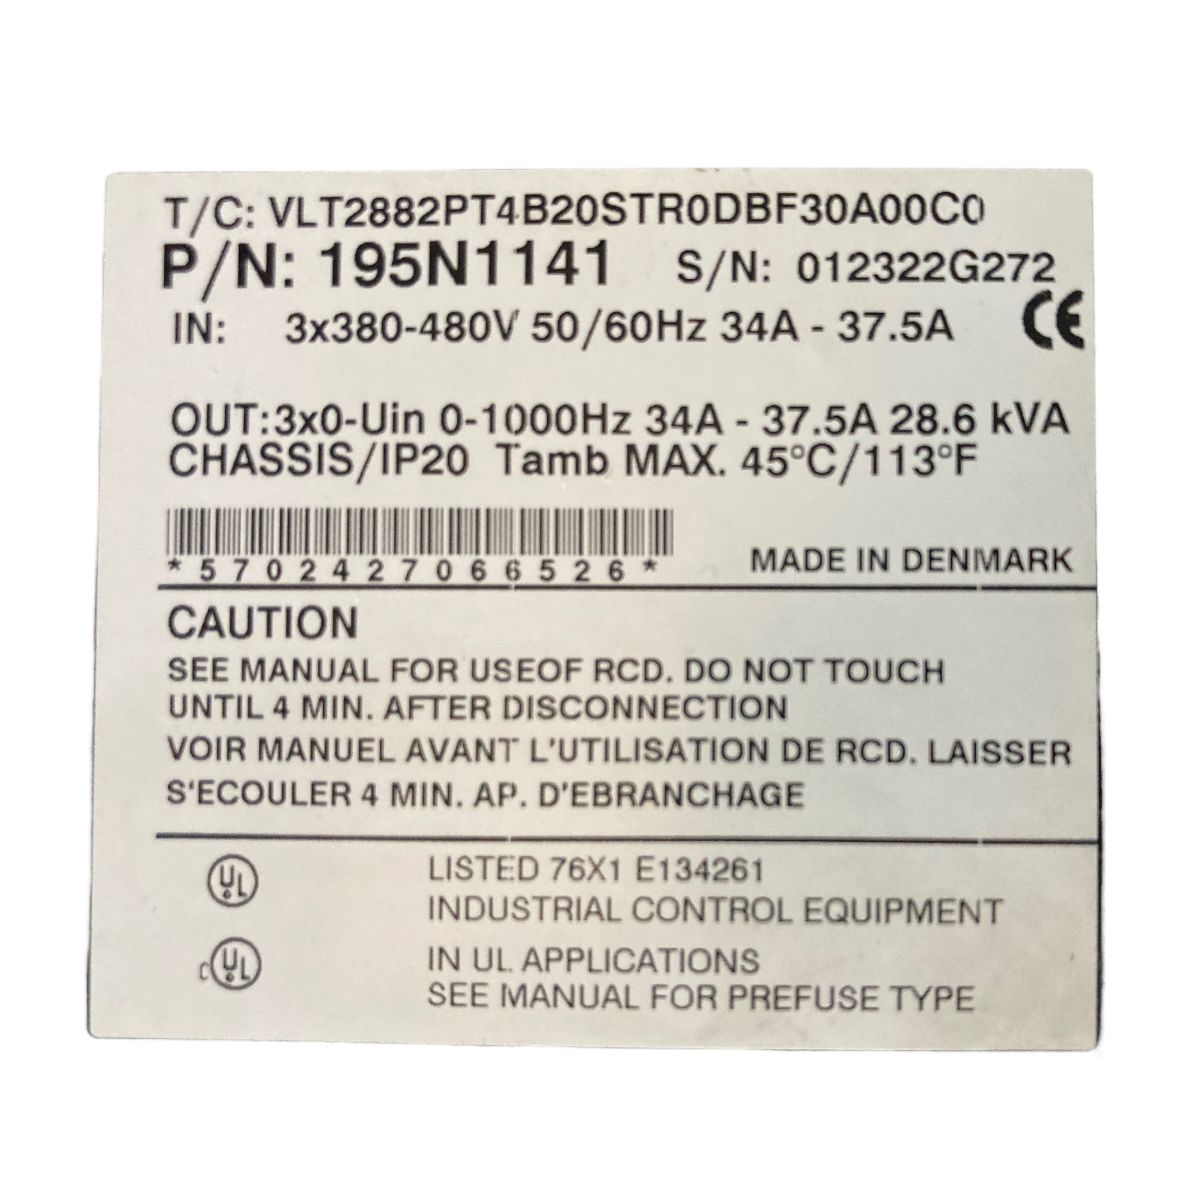 T/C: VLT2882PT4B20STR0DBF30A00C0
P/N: 195N1141 S/N: 012322G272
IN: 3x380-480V 50/60Hz 34A - 37.5A CE
OUT:3x0-Uin 0-1000Hz 34A - 37.5A 28.6 kVA
CHASSIS/IP20 Tamb MAX. 45°C/113°F
*5702427066526* MADE IN DENMARK
CAUTION
SEE MANUAL FOR USEOF RCD. DO NOT TOUCH
UNTIL 4 MIN. AFTER DISCONNECTION
VOIR MANUEL AVANT L'UTILISATION DE RCD. LAISSER
S'ECOULER 4 MIN. AP. D'EBRANCHAGE
UL LISTED 76X1 E134261
INDUSTRIAL CONTROL EQUIPMENT
c UL IN UL APPLICATIONS
SEE MANUAL FOR PREFUSE TYPE